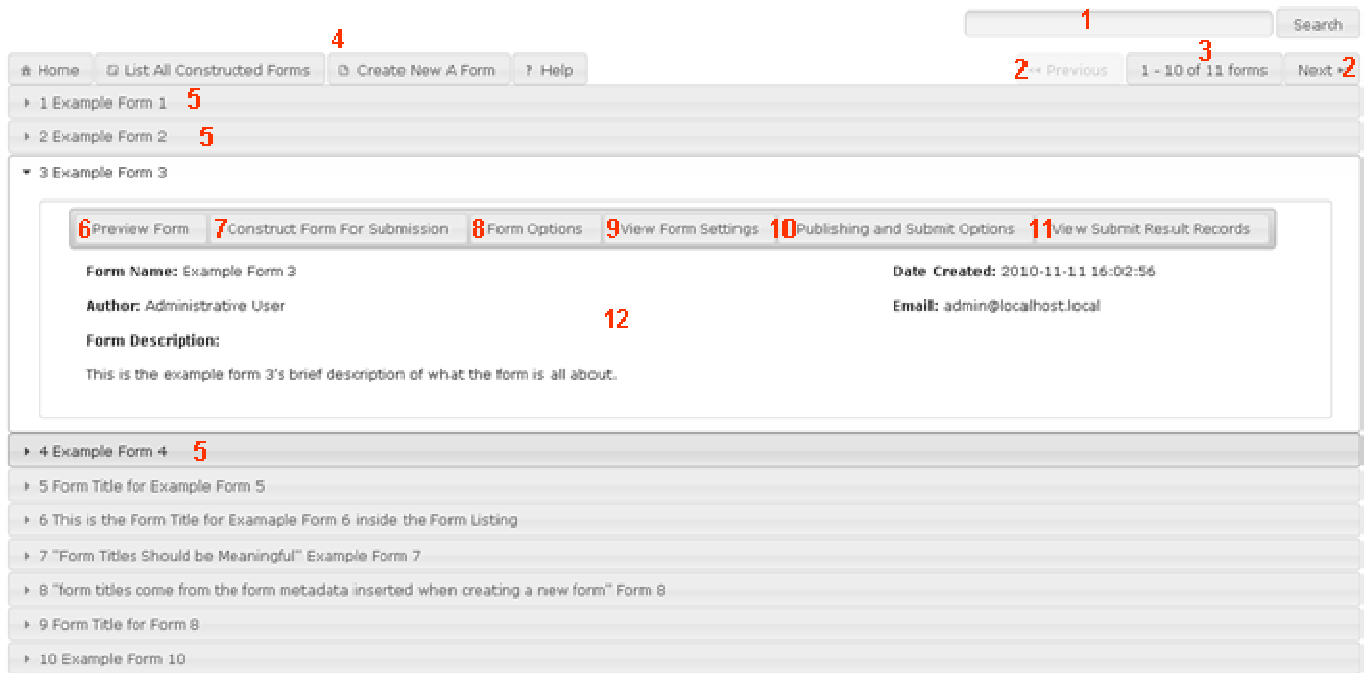 1 Search
4 3
Home List All Constructed Forms Create New A Form ? Help 2 Previous 1 - 10 of 11 forms Next 2
1 Example Form 1 5
2 Example Form 2 5
3 Example Form 3
6 Preview Form 7 Construct Form For Submission 8 Form Options 9 View Form Settings 10 Publishing and Submit Options 11 View Submit Result Records
Form Name: Example Form 3 Date Created: 2010-11-11 16:02:56
Author: Administrative User Email: admin@localhost.local
12
Form Description:
This is the example form 3's brief description of what the form is all about.
4 Example Form 4 5
5 Form Title for Example Form 5
6 This is the Form Title for Examaple Form 6 inside the Form Listing
7 "Form Titles Should be Meaningful" Example Form 7
8 "form titles come from the form metadata inserted when creating a new form" Form 8
9 Form Title for Form 8
10 Example Form 10